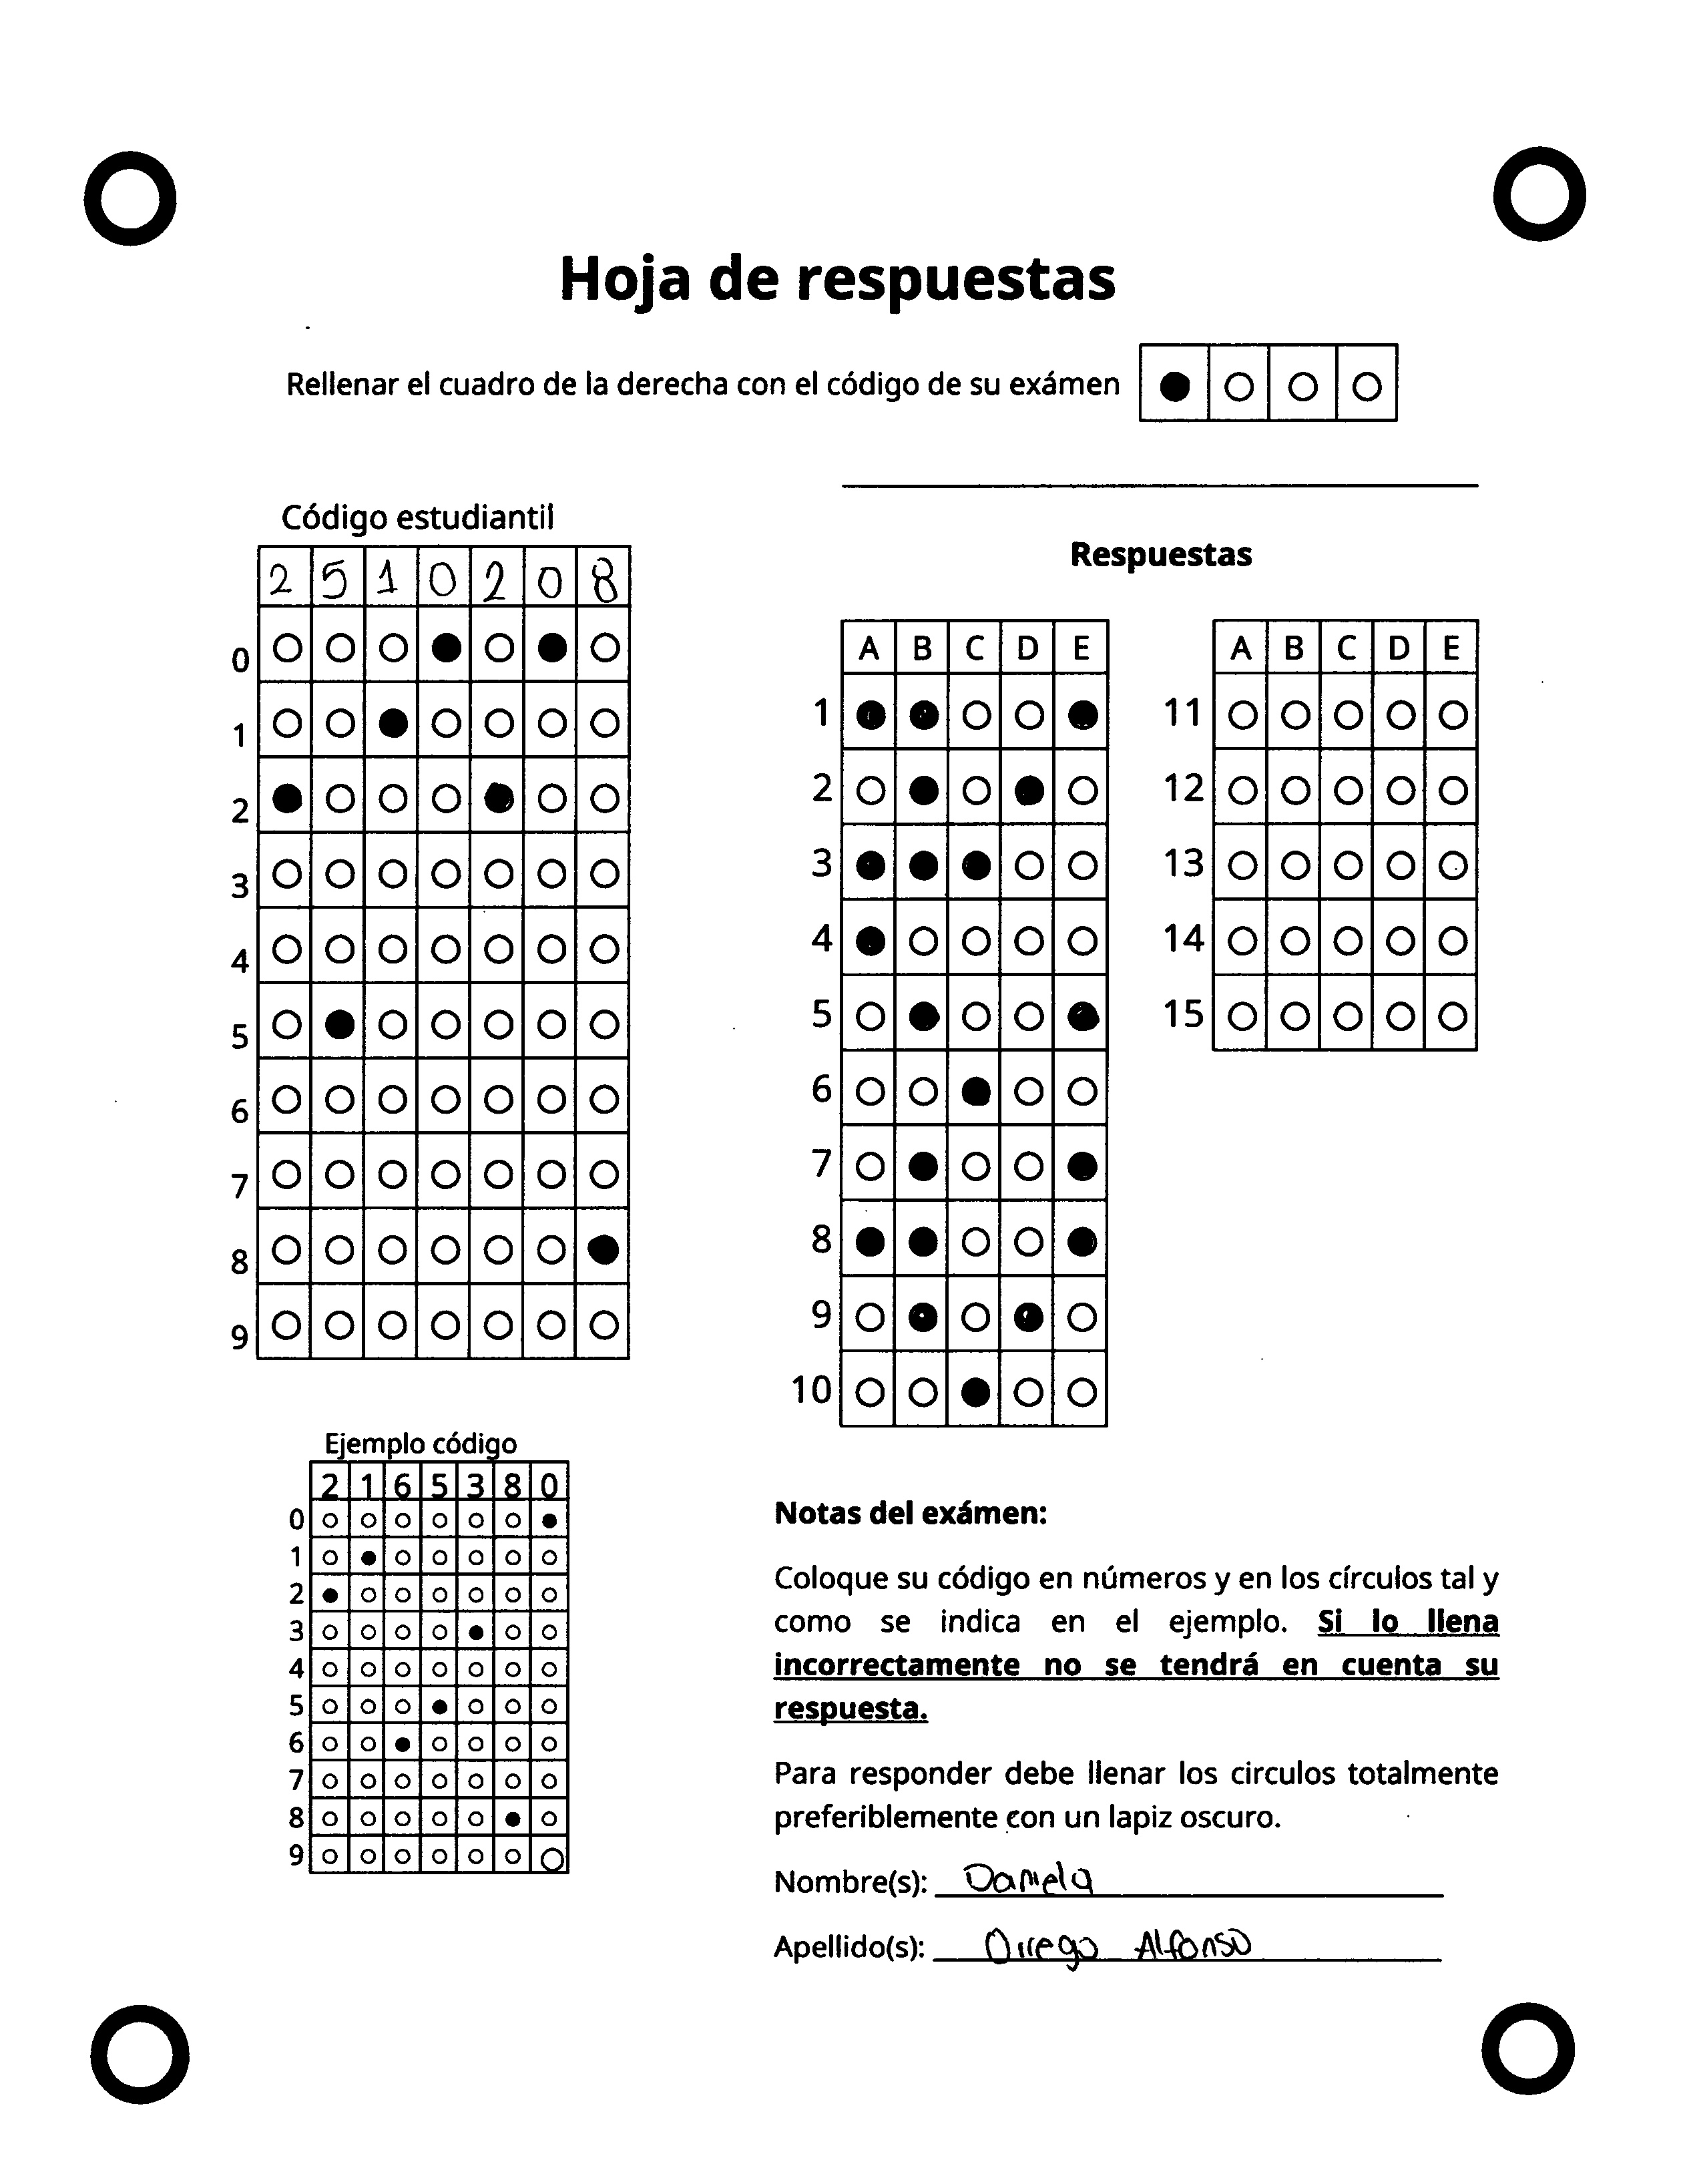 Hoja de respuestas
Rellenar el cuadro de la derecha con el código de su exámen
Código estudiantil
2 5 1 0 2 0 8
0
1
2
3
4
5
6
7
8
9
Respuestas
A B C D E
1
2
3
4
5
6
7
8
9
10
A B C D E
11
12
13
14
15
Ejemplo código
2 1 6 5 3 8 0
0
1
2
3
4
5
6
7
8
9
Notas del exámen:
Coloque su código en números y en los círculos tal y
como se indica en el ejemplo. Si lo llena
incorrectamente no se tendrá en cuenta su
respuesta.
Para responder debe llenar los circulos totalmente
preferiblemente con un lapiz oscuro.
Nombre(s): Daniela
Apellido(s): Orrego Alfonso